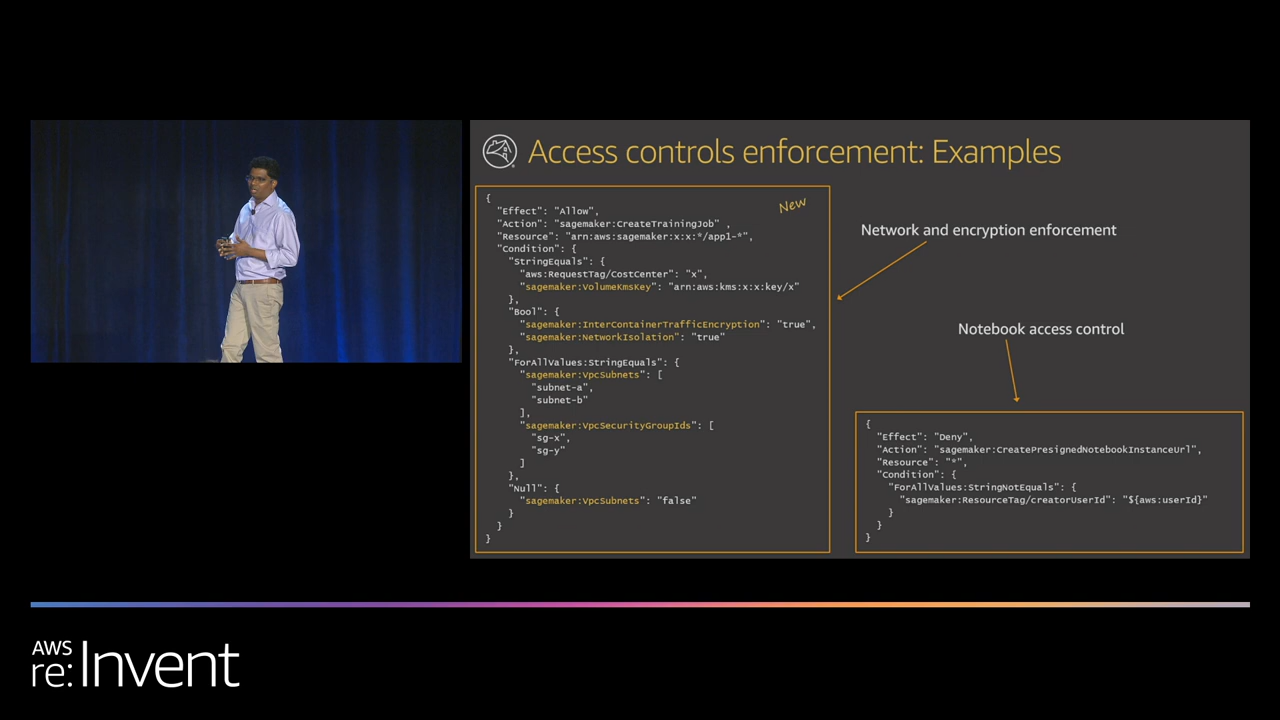 Access controls enforcement: Examples
New
{
"Effect": "Allow",
"Action": "sagemaker:CreateTrainingJob" ,
"Resource": "arn:aws:sagemaker:x:x:*/app1-*",
"Condition": {
"StringEquals": {
"aws:RequestTag/CostCenter": "x",
"sagemaker:VolumeKmsKey": "arn:aws:kms:x:x:key/x"
},
"Bool": {
"sagemaker:InterContainerTrafficEncryption": "true",
"sagemaker:NetworkIsolation": "true"
},
"ForAllValues:StringEquals": {
"sagemaker:VpcSubnets": [
"subnet-a",
"subnet-b"
],
"sagemaker:VpcSecurityGroupIds": [
"sg-x",
"sg-y"
]
},
"Null": {
"sagemaker:VpcSubnets": "false"
}
}
}
Network and encryption enforcement
Notebook access control
{
"Effect": "Deny",
"Action": "sagemaker:CreatePresignedNotebookInstanceUrl",
"Resource": "*",
"Condition": {
"ForAllValues:StringNotEquals": {
"sagemaker:ResourceTag/creatorUserId": "${aws:userId}"
}
}
}
AWS
re:Invent